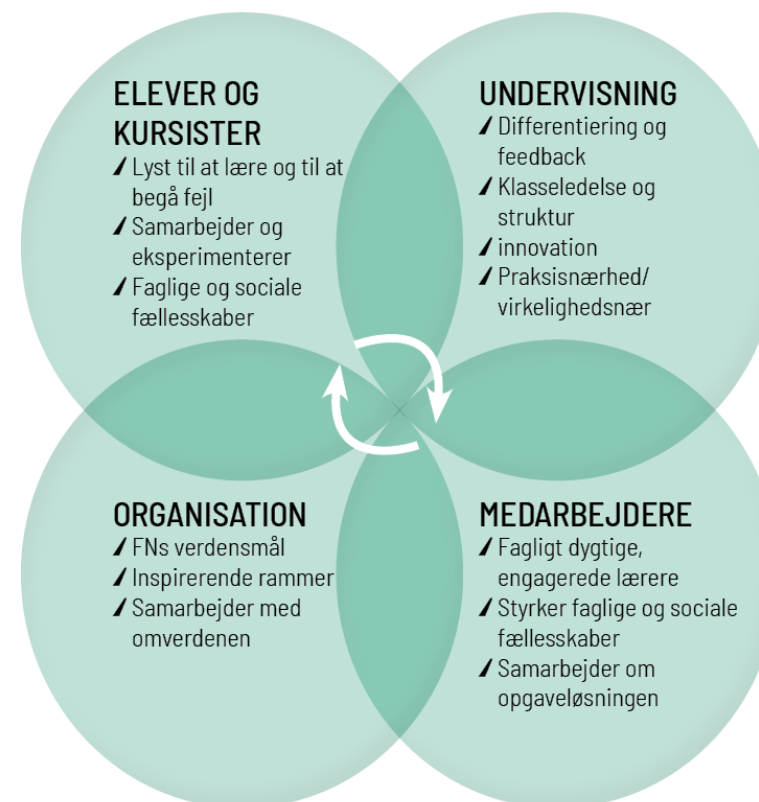 ELEVER OG
KURSISTER
Lyst til at lære og til at
begå fejl
Samarbejder og
eksperimenterer
Faglige og sociale
fællesskaber
UNDERVISNING
Differentiering og
feedback
Klasseledelse og
struktur
innovation
Praksisnærhed/
virkelighedsnær
ORGANISATION
FNs verdensmål
Inspirerende rammer
Samarbejder med
omverdenen
MEDARBEJDERE
Fagligt dygtige,
engagerede lærere
Styrker faglige og sociale
fællesskaber
Samarbejder om
opgaveløsningen